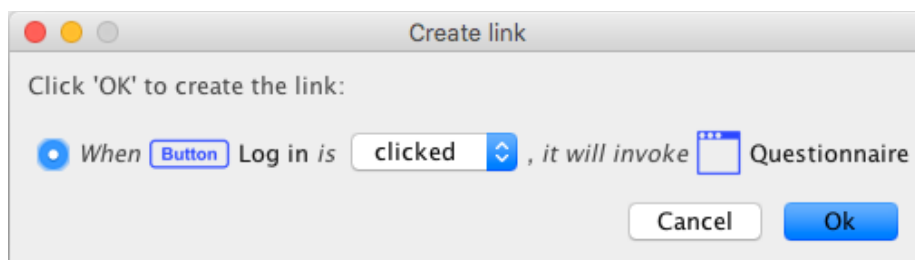 Create link
Click 'OK' to create the link:
When Button Log in is clicked , it will invoke Questionnaire
Cancel Ok